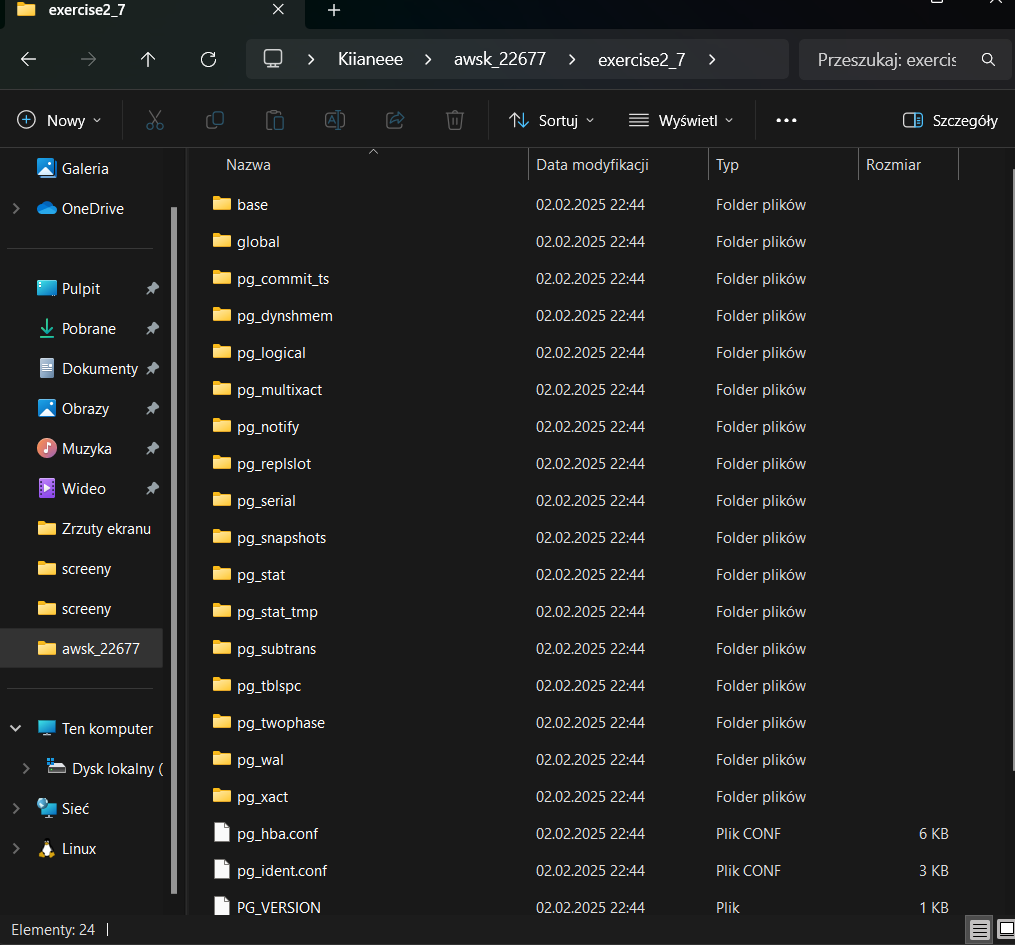 exercise2_7
Kiianeee awsk_22677 exercise2_7
Przeszukaj: exercis
Nowy
Sortuj
Wyświetl
Szczegóły
Galeria
OneDrive
Pulpit
Pobrane
Dokumenty
Obrazy
Muzyka
Wideo
Zrzuty ekranu
screeny
screeny
awsk_22677
Ten komputer
Dysk lokalny (
Sieć
Linux
Nazwa Data modyfikacji Typ Rozmiar
base 02.02.2025 22:44 Folder plików
global 02.02.2025 22:44 Folder plików
pg_commit_ts 02.02.2025 22:44 Folder plików
pg_dynshmem 02.02.2025 22:44 Folder plików
pg_logical 02.02.2025 22:44 Folder plików
pg_multixact 02.02.2025 22:44 Folder plików
pg_notify 02.02.2025 22:44 Folder plików
pg_replslot 02.02.2025 22:44 Folder plików
pg_serial 02.02.2025 22:44 Folder plików
pg_snapshots 02.02.2025 22:44 Folder plików
pg_stat 02.02.2025 22:44 Folder plików
pg_stat_tmp 02.02.2025 22:44 Folder plików
pg_subtrans 02.02.2025 22:44 Folder plików
pg_tblspc 02.02.2025 22:44 Folder plików
pg_twophase 02.02.2025 22:44 Folder plików
pg_wal 02.02.2025 22:44 Folder plików
pg_xact 02.02.2025 22:44 Folder plików
pg_hba.conf 02.02.2025 22:44 Plik CONF 6 KB
pg_ident.conf 02.02.2025 22:44 Plik CONF 3 KB
PG_VERSION 02.02.2025 22:44 Plik 1 KB
Elementy: 24